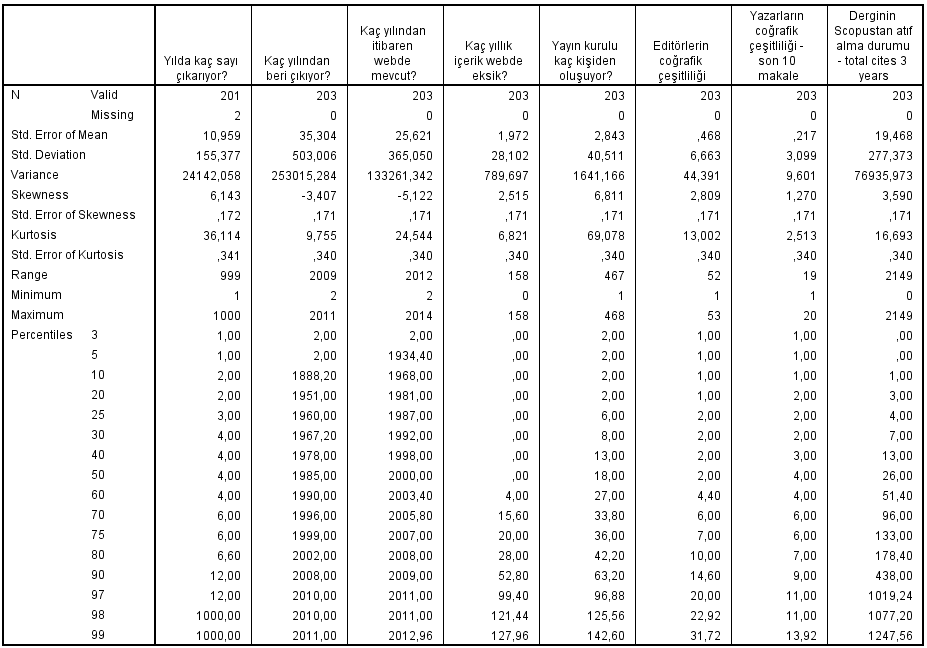 Yılda kaç sayı çıkarıyor? Kaç yılından beri çıkıyor? Kaç yılından itibaren webde mevcut? Kaç yıllık içerik webde eksik? Yayın kurulu kaç kişiden oluşuyor? Editörlerin coğrafik çeşitliliği Yazarların coğrafik çeşitliliği - son 10 makale Derginin Scopustan atıf alma durumu - total cites 3 years
N Valid 201 203 203 203 203 203 203 203
Missing 2 0 0 0 0 0 0 0
Std. Error of Mean 10,959 35,304 25,621 1,972 2,843 ,468 ,217 19,468
Std. Deviation 155,377 503,006 365,050 28,102 40,511 6,663 3,099 277,373
Variance 24142,058 253015,284 133261,342 789,697 1641,166 44,391 9,601 76935,973
Skewness 6,143 -3,407 -5,122 2,515 6,811 2,809 1,270 3,590
Std. Error of Skewness ,172 ,171 ,171 ,171 ,171 ,171 ,171 ,171
Kurtosis 36,114 9,755 24,544 6,821 69,078 13,002 2,513 16,693
Std. Error of Kurtosis ,341 ,340 ,340 ,340 ,340 ,340 ,340 ,340
Range 999 2009 2012 158 467 52 19 2149
Minimum 1 2 2 0 1 1 1 0
Maximum 1000 2011 2014 158 468 53 20 2149
Percentiles 3 1,00 2,00 2,00 ,00 2,00 1,00 1,00 ,00
5 1,00 2,00 1934,40 ,00 2,00 1,00 1,00 ,00
10 2,00 1888,20 1968,00 ,00 2,00 1,00 1,00 1,00
20 2,00 1951,00 1981,00 ,00 2,00 1,00 2,00 3,00
25 3,00 1960,00 1987,00 ,00 6,00 2,00 2,00 4,00
30 4,00 1967,20 1992,00 ,00 8,00 2,00 2,00 7,00
40 4,00 1978,00 1998,00 ,00 13,00 2,00 3,00 13,00
50 4,00 1985,00 2000,00 ,00 18,00 2,00 4,00 26,00
60 4,00 1990,00 2003,40 4,00 27,00 4,40 4,00 51,40
70 6,00 1996,00 2005,80 15,60 33,80 6,00 6,00 96,00
75 6,00 1999,00 2007,00 20,00 36,00 7,00 6,00 133,00
80 6,60 2002,00 2008,00 28,00 42,20 10,00 7,00 178,40
90 12,00 2008,00 2009,00 52,80 63,20 14,60 9,00 438,00
97 12,00 2010,00 2011,00 99,40 96,88 20,00 11,00 1019,24
98 1000,00 2010,00 2011,00 121,44 125,56 22,92 11,00 1077,20
99 1000,00 2011,00 2012,96 127,96 142,60 31,72 13,92 1247,56